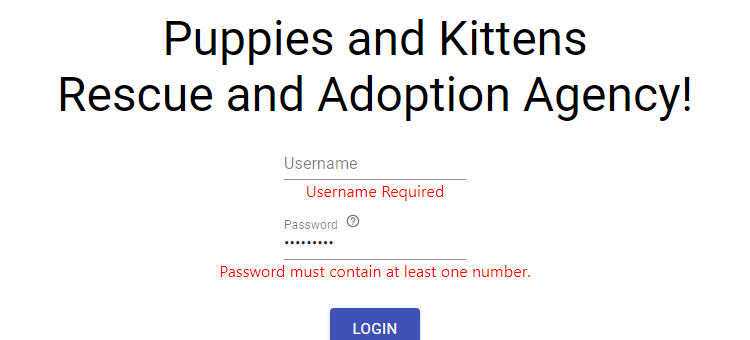 Puppies and Kittens
Rescue and Adoption Agency!
Username
Username Required
Password
•••••••••
Password must contain at least one number.
LOGIN